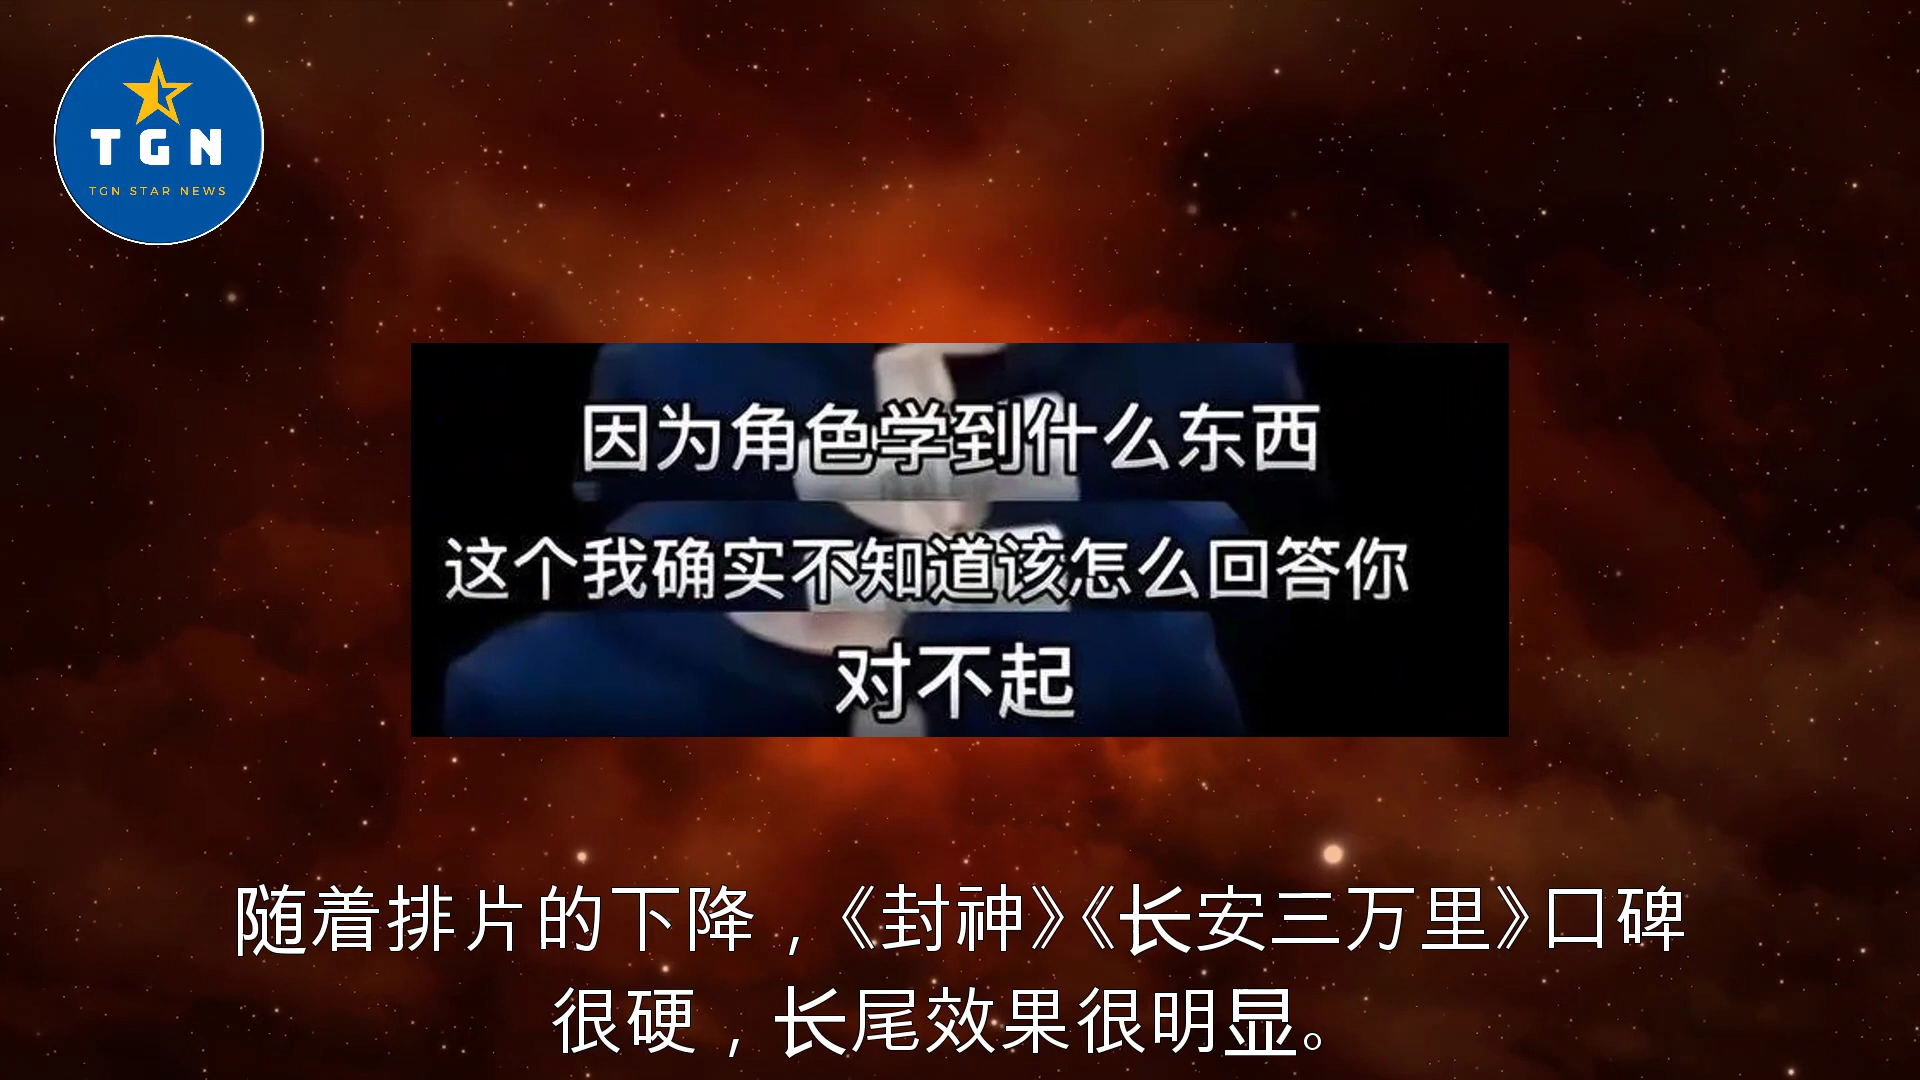 TGN
TGN STAR NEWS
因为角色学到什么东西
这个我确实不知道该怎么回答你
对不起
随着排片的下降，《封神》《长安三万里》口碑
很硬，长尾效果很明显。